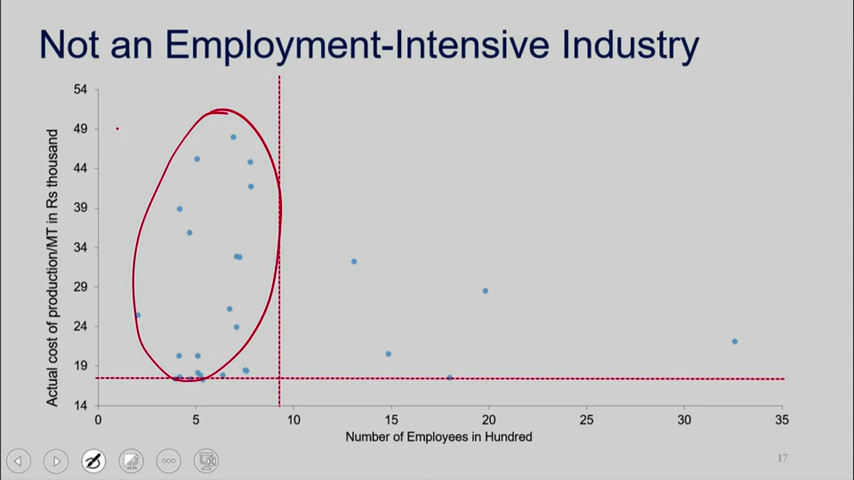 Not an Employment-Intensive Industry
54
49
44
39
34
29
24
19
14
Actual cost of production/MT in Rs thousand
0 5 10 15 20 25 30 35
Number of Employees in Hundred
17